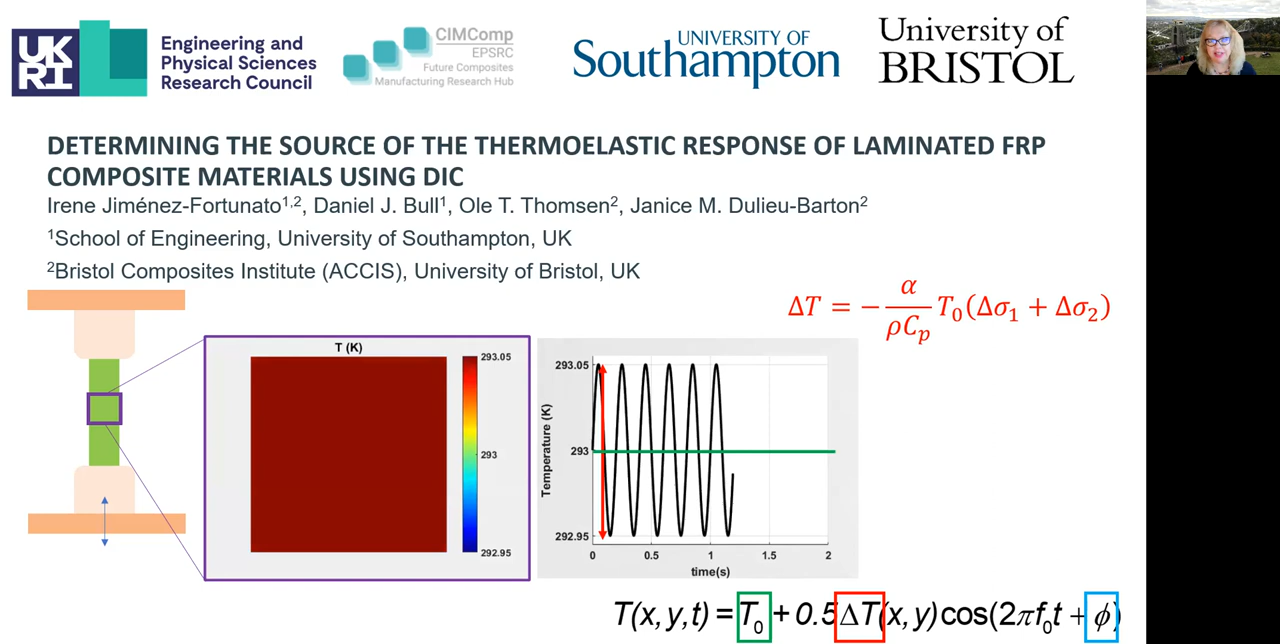 UK
RI
Engineering and
Physical Sciences
Research Council
CIMComp
EPSRC
Future Composites
Manufacturing Research Hub
UNIVERSITY OF
Southampton
University of
BRISTOL
DETERMINING THE SOURCE OF THE THERMOELASTIC RESPONSE OF LAMINATED FRP
COMPOSITE MATERIALS USING DIC
Irene Jiménez-Fortunato¹,², Daniel J. Bull¹, Ole T. Thomsen², Janice M. Dulieu-Barton²
¹School of Engineering, University of Southampton, UK
²Bristol Composites Institute (ACCIS), University of Bristol, UK
ΔT = −α/ρCₚ T₀(Δσ₁ + Δσ₂)
T (K)
293.05
293
292.95
Temperature (K)
293.05
293
292.95
0 0.5 1 1.5 2
time(s)
T(x, y, t) = T₀ + 0.5ΔT(x, y)cos(2πf₀t + ϕ)